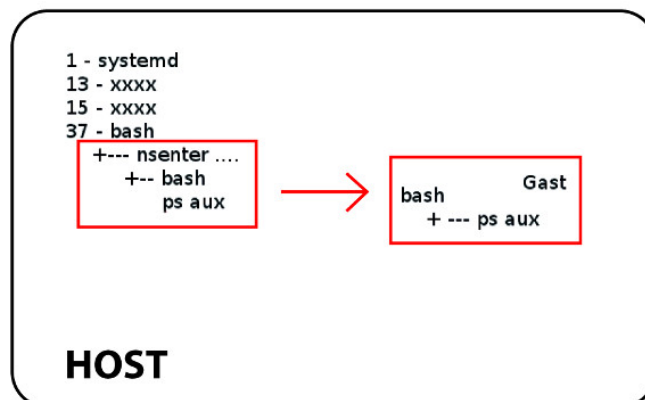 1 - systemd
13 - xxxx
15 - xxxx
37 - bash
+--- nsenter ....
+-- bash
ps aux
Gast
bash
+ --- ps aux
HOST